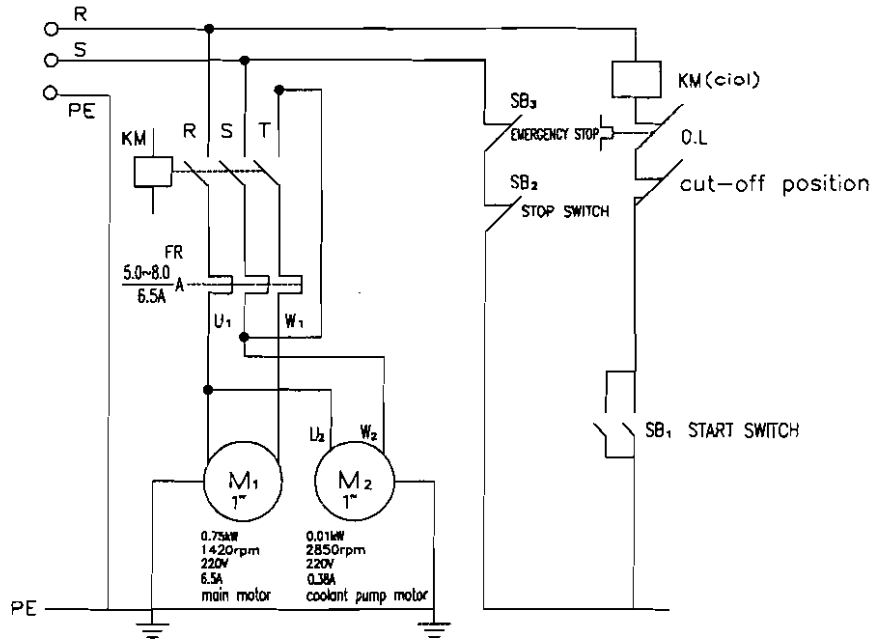 R
S
PE
KM
R S T
FR
5.0~8.0
6.5A
A
U₁ W₁
U₂ W₂
M₁
1~
M₂
1~
0.75kW
1420rpm
220V
6.5A
main motor
0.01kW
2850rpm
220V
0.38A
coolant pump motor
PE
SB₃
EMERGENCY STOP
SB₂
STOP SWITCH
KM(ciol)
O.L
cut-off position
SB₁ START SWITCH